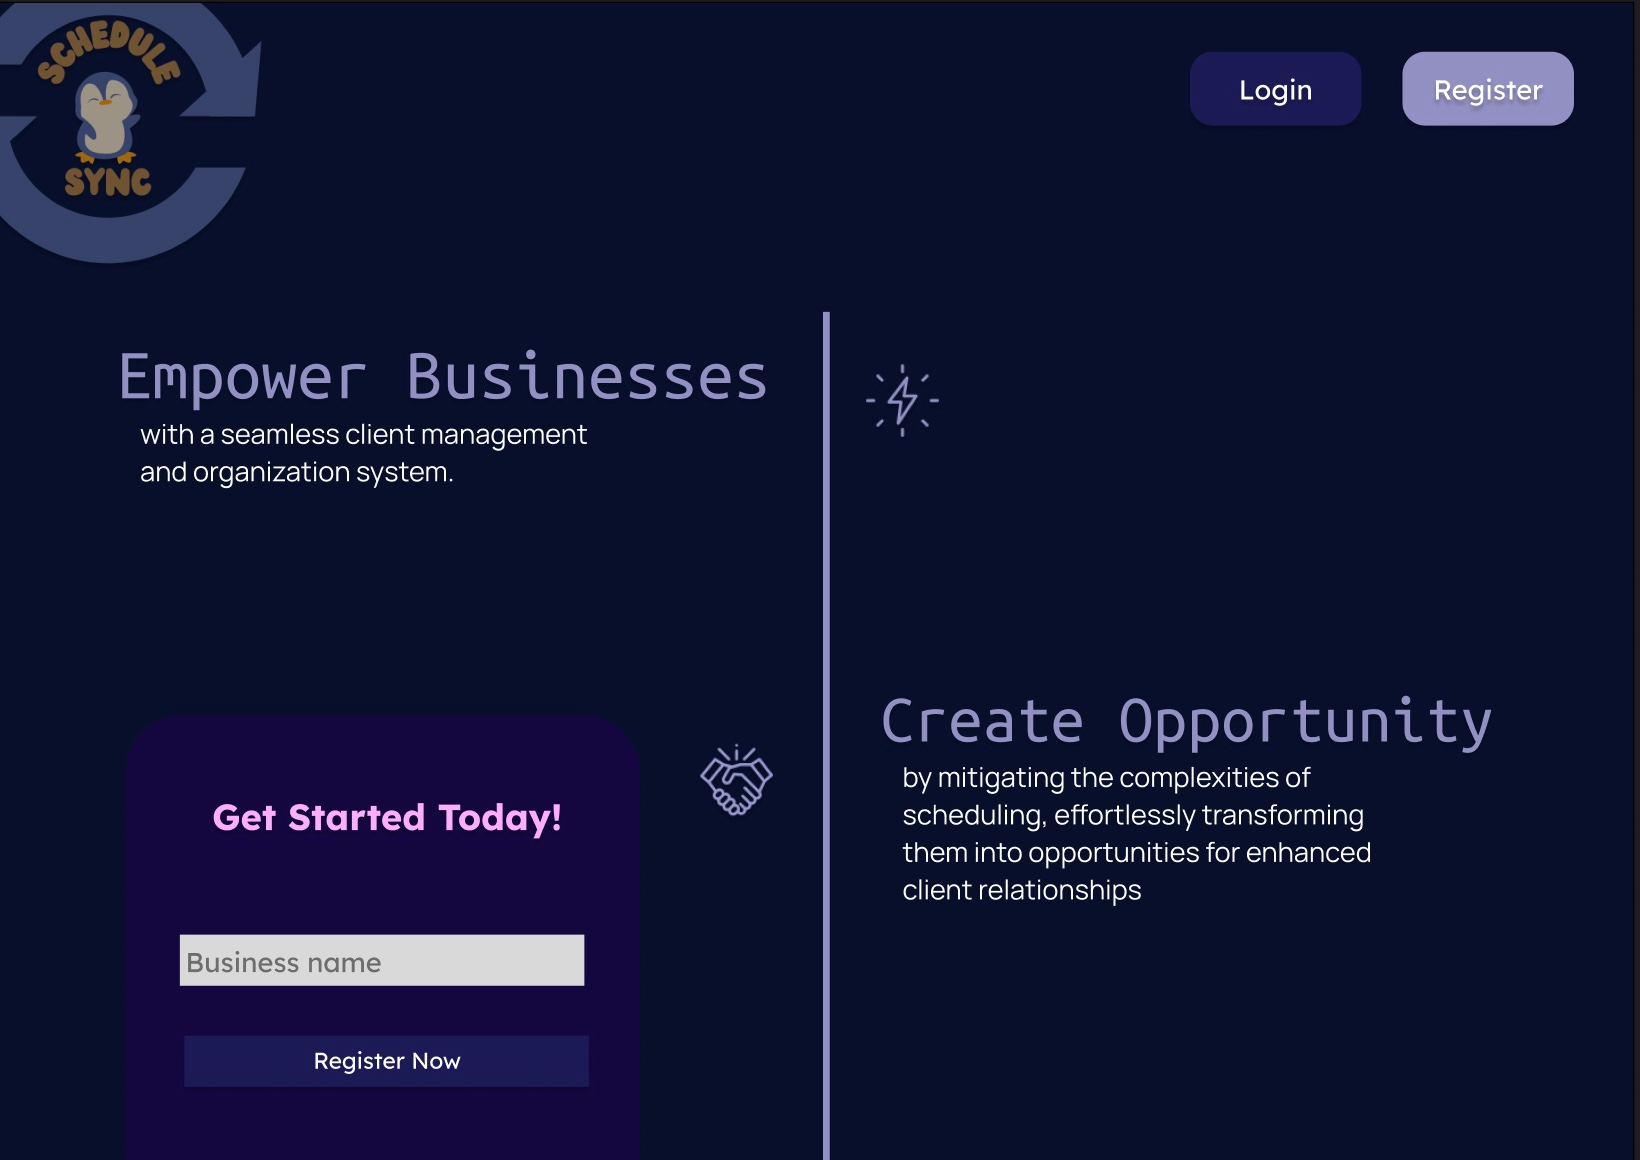 SCHEDULE
SYNC
Login
Register
Empower Businesses
with a seamless client management
and organization system.
Create Opportunity
by mitigating the complexities of
scheduling, effortlessly transforming
them into opportunities for enhanced
client relationships
Get Started Today!
Business name
Register Now